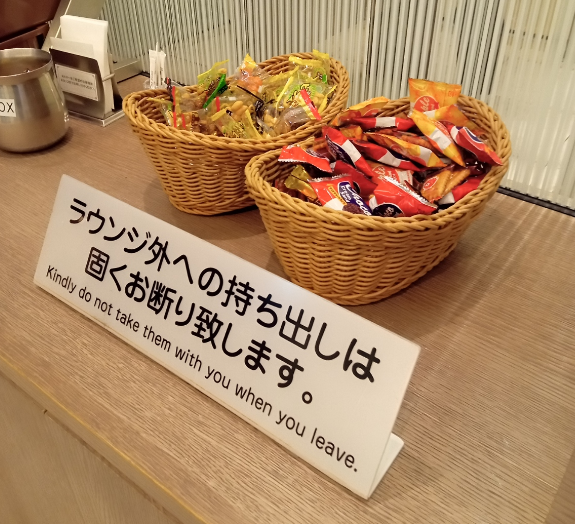 OX
ラウンジ外への持ち出しは
固くお断り致します。
Kindly do not take them with you when you leave.